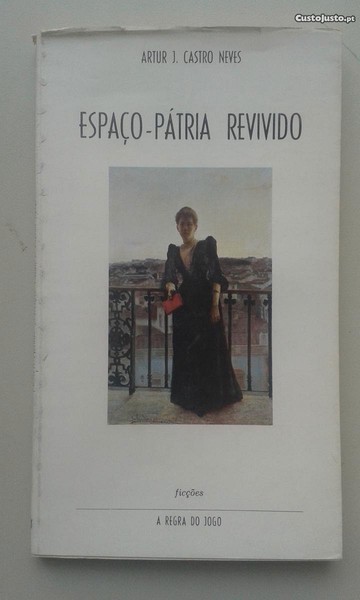 CustoJusto.pt
ARTUR J. CASTRO NEVES
ESPAÇO-PÁTRIA REVIVIDO
ficções
A REGRA DO JOGO